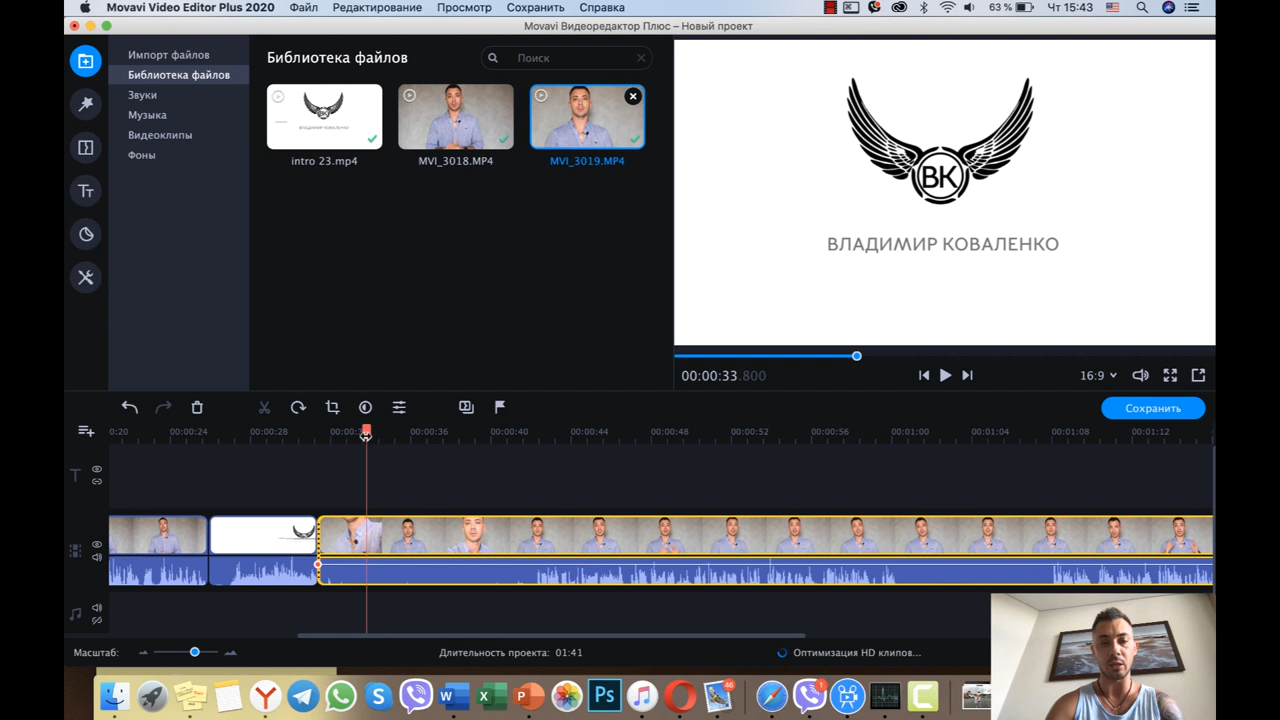 Movavi Video Editor Plus 2020 Файл Редактирование Просмотр Сохранить Справка 63 % Чт 15:43
Movavi Видеоредактор Плюс – Новый проект
Импорт файлов
Библиотека файлов
Звуки
Музыка
Видеоклипы
Фоны
Библиотека файлов
Поиск
intro 23.mp4
MVI_3018.MP4
MVI_3019.MP4
ВК
ВЛАДИМИР КОВАЛЕНКО
00:00:33.800
16:9
Сохранить
0:20 00:00:24 00:00:28 00:00:36 00:00:40 00:00:44 00:00:48 00:00:52 00:00:56 00:01:00 00:01:04 00:01:08 00:01:12
Масштаб:
Длительность проекта: 01:41
Оптимизация HD клипов...